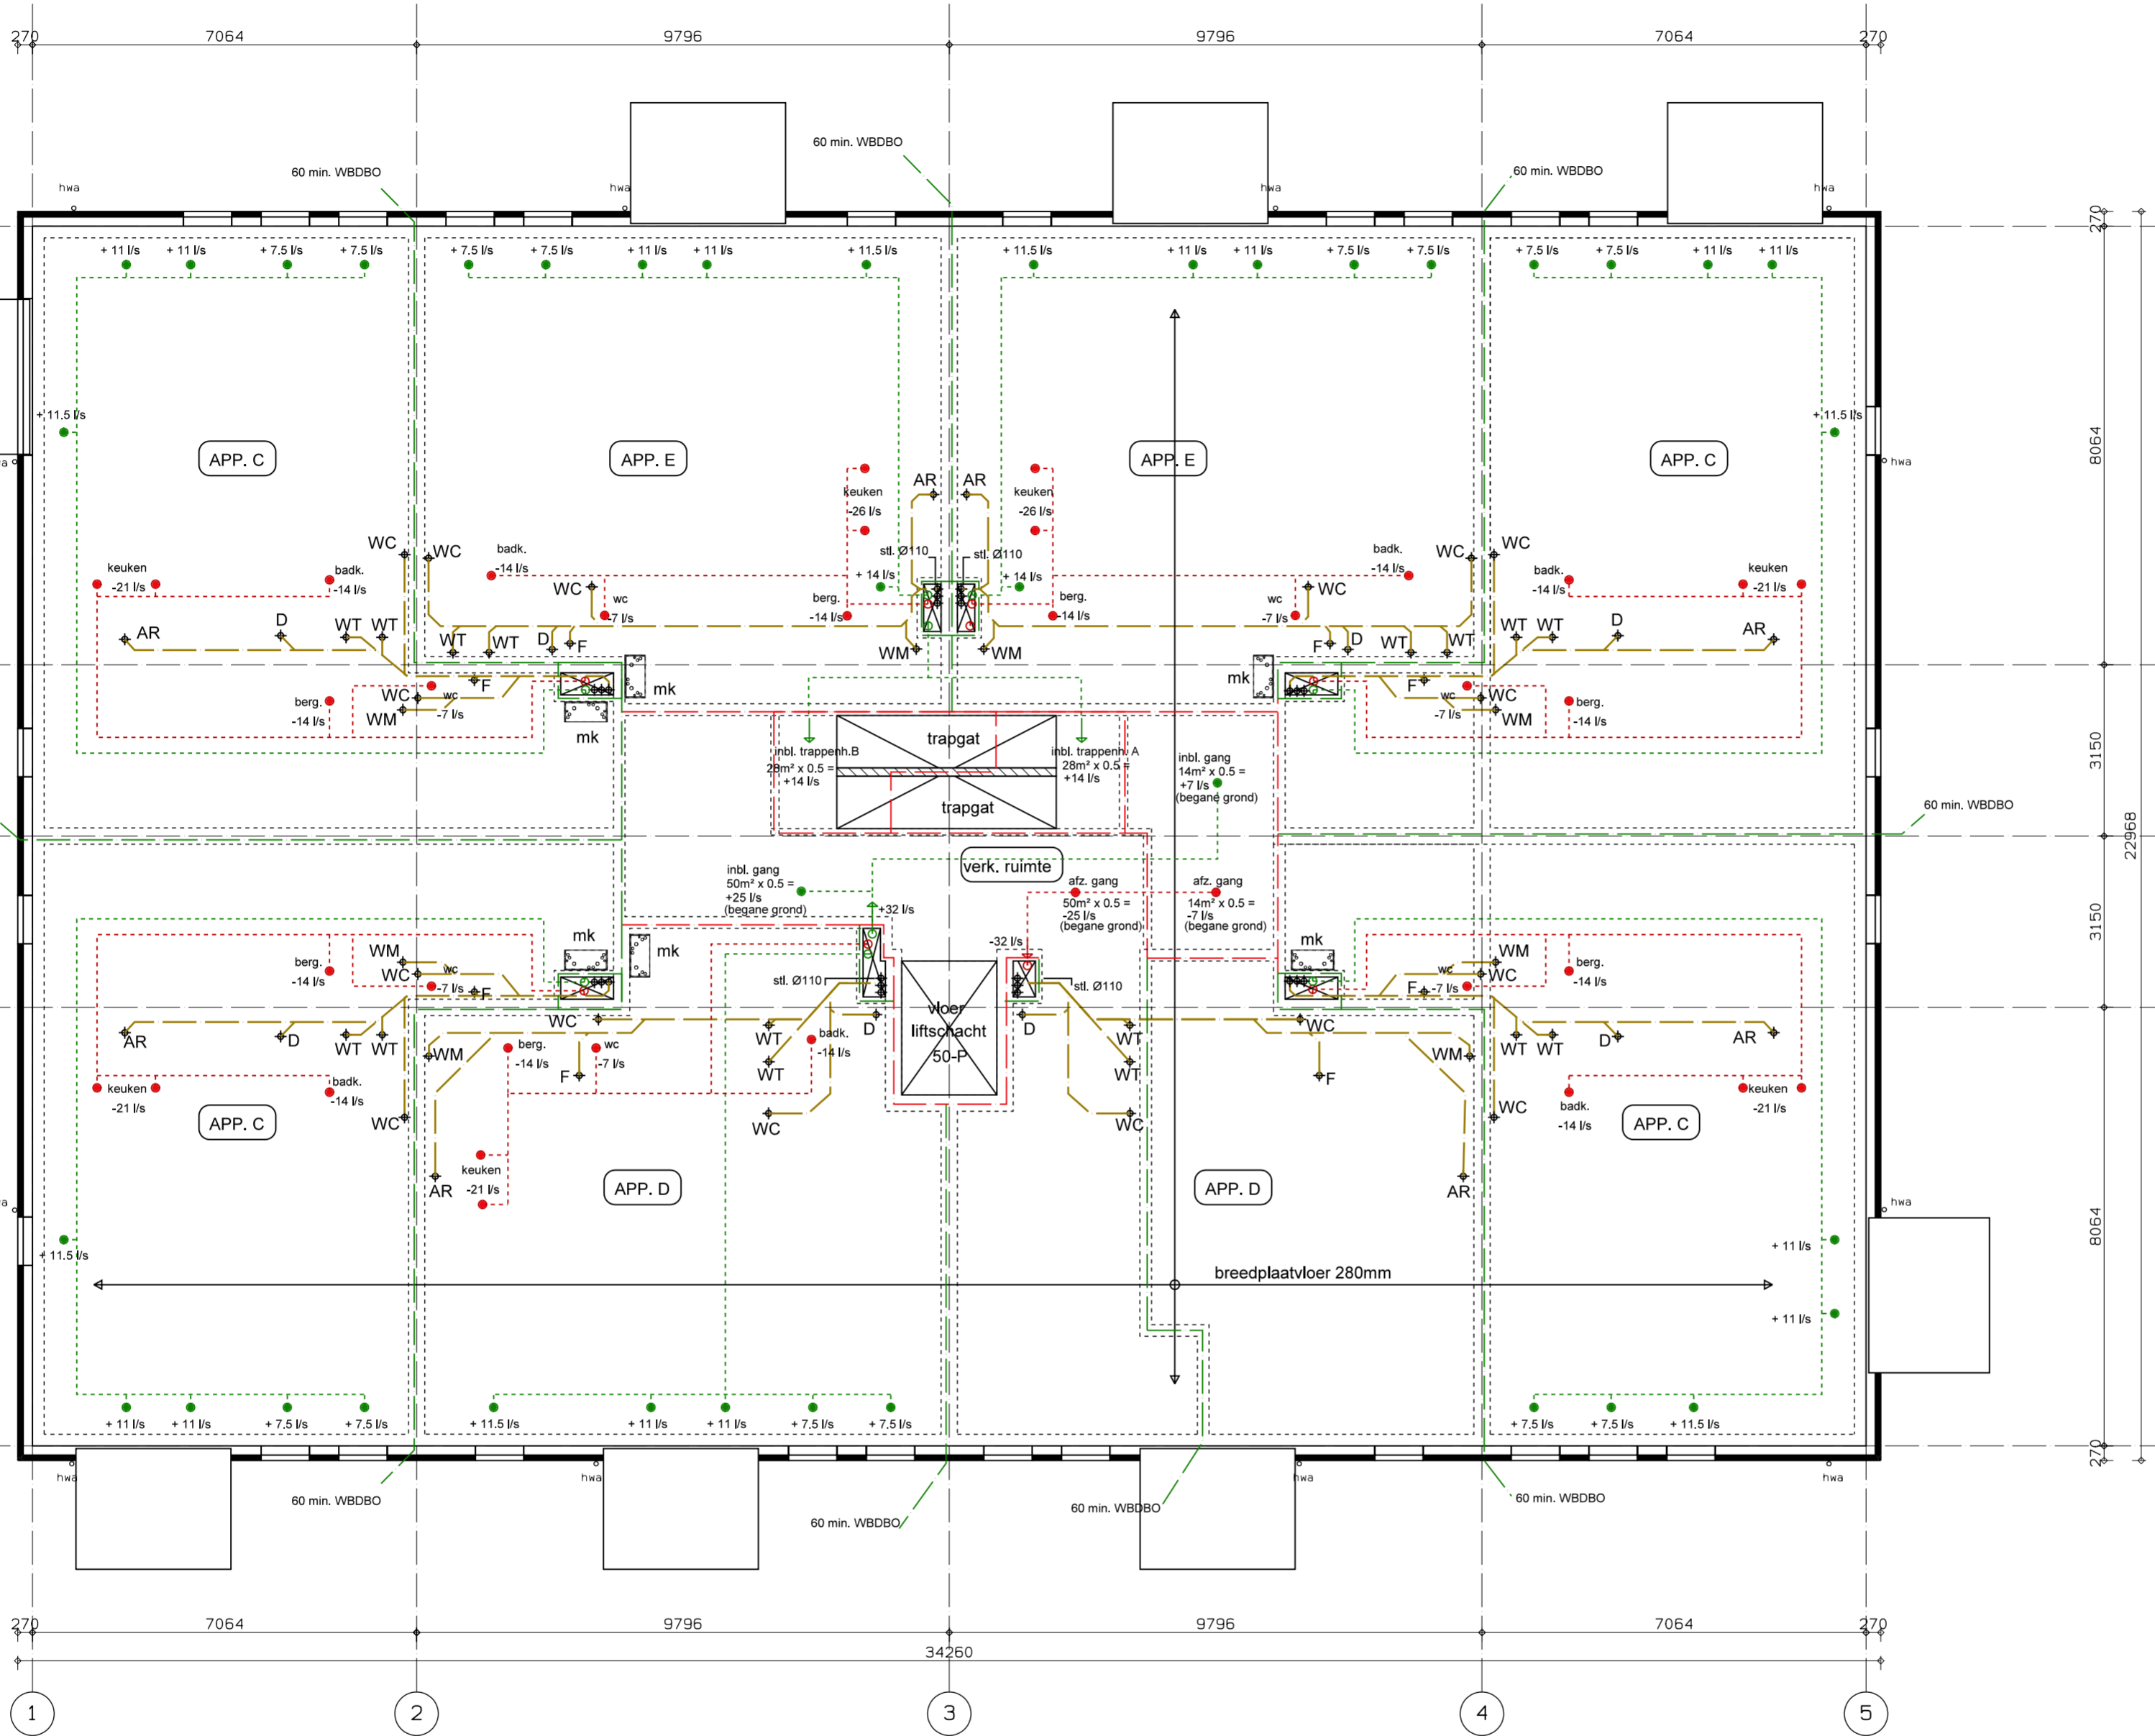 270
7064
9796
9796
7064
270
60 min. WBDBO
60 min. WBDBO
60 min. WBDBO
hwa
hwa
hwa
hwa
+ 11 l/s
+ 11 l/s
+ 7.5 l/s
+ 7.5 l/s
+ 7.5 l/s
+ 7.5 l/s
+ 11 l/s
+ 11 l/s
+ 11.5 l/s
+ 11.5 l/s
+ 11 l/s
+ 11 l/s
+ 7.5 l/s
+ 7.5 l/s
+ 7.5 l/s
+ 7.5 l/s
+ 11 l/s
+ 11 l/s
270
+ 11.5 l/s
+ 11.5 l/s
APP. C
APP. E
APP. E
APP. C
hwa
8064
AR
AR
keuken
-26 l/s
keuken
-26 l/s
stl. Ø110
stl. Ø110
WC
WC
WC
WC
keuken
-21 l/s
badk.
-14 l/s
badk.
-14 l/s
WC
wc
-7 l/s
+ 14 l/s
+ 14 l/s
berg.
-14 l/s
berg.
-14 l/s
badk.
-14 l/s
WC
wc
-7 l/s
badk.
-14 l/s
keuken
-21 l/s
AR
D
WT
WT
WT
WT
D
F
WM
WM
F
D
WT
WT
WT
WT
D
AR
F
mk
mk
F
berg.
-14 l/s
WC
wc
-7 l/s
WM
mk
wc
-7 l/s
WC
WM
berg.
-14 l/s
trapgat
trapgat
inbl. trappenh.B
28m² x 0.5 =
+14 l/s
inbl. trappenh. A
28m² x 0.5 =
+14 l/s
inbl. gang
14m² x 0.5 =
+7 l/s
(begane grond)
3150
60 min. WBDBO
22968
verk. ruimte
inbl. gang
50m² x 0.5 =
+25 l/s
(begane grond)
+32 l/s
afz. gang
50m² x 0.5 =
-25 l/s
(begane grond)
afz. gang
14m² x 0.5 =
-7 l/s
(begane grond)
3150
mk
mk
mk
-32 l/s
berg.
-14 l/s
WM
WC
wc
-7 l/s
F
stl. Ø110
stl. Ø110
WM
WC
wc
-7 l/s
F
berg.
-14 l/s
vloer
liftschacht
50-P
AR
D
WT
WT
WC
WM
berg.
-14 l/s
wc
-7 l/s
F
WT
WT
badk.
-14 l/s
D
D
WT
WT
WC
WM
F
WT
WT
D
AR
keuken
-21 l/s
badk.
-14 l/s
WC
WC
WC
WC
badk.
-14 l/s
keuken
-21 l/s
APP. C
APP. C
keuken
-21 l/s
AR
AR
APP. D
APP. D
hwa
8064
+ 11.5 l/s
+ 11 l/s
breedplaatvloer 280mm
+ 11 l/s
+ 11 l/s
+ 11 l/s
+ 7.5 l/s
+ 7.5 l/s
+ 11.5 l/s
+ 11 l/s
+ 11 l/s
+ 7.5 l/s
+ 7.5 l/s
+ 7.5 l/s
+ 7.5 l/s
+ 11.5 l/s
270
hwa
hwa
hwa
hwa
60 min. WBDBO
60 min. WBDBO
60 min. WBDBO
60 min. WBDBO
270
7064
9796
9796
7064
270
34260
1
2
3
4
5